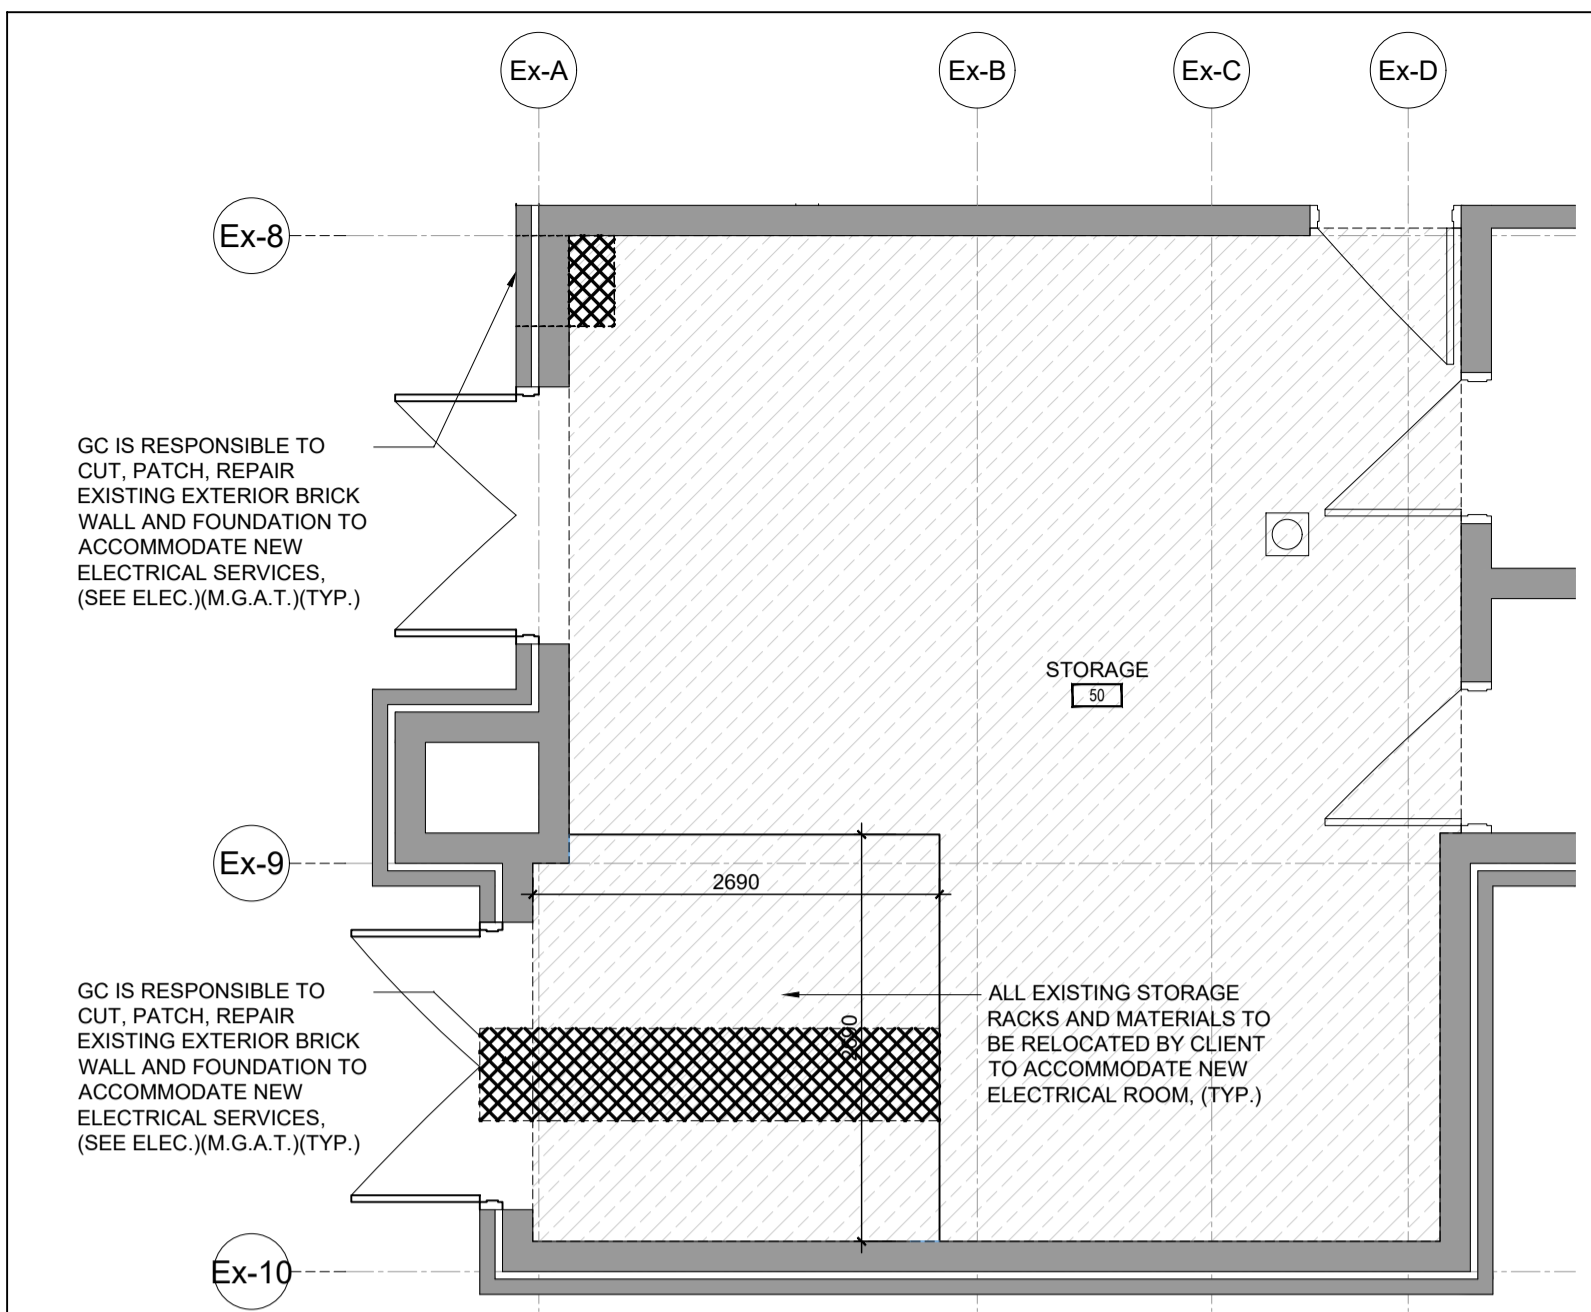 Ex-A
Ex-B
Ex-C
Ex-D
Ex-8
GC IS RESPONSIBLE TO
CUT, PATCH, REPAIR
EXISTING EXTERIOR BRICK
WALL AND FOUNDATION TO
ACCOMMODATE NEW
ELECTRICAL SERVICES,
(SEE ELEC.)(M.G.A.T.)(TYP.)
STORAGE
50
Ex-9
2690
GC IS RESPONSIBLE TO
CUT, PATCH, REPAIR
EXISTING EXTERIOR BRICK
WALL AND FOUNDATION TO
ACCOMMODATE NEW
ELECTRICAL SERVICES,
(SEE ELEC.)(M.G.A.T.)(TYP.)
2690
ALL EXISTING STORAGE
RACKS AND MATERIALS TO
BE RELOCATED BY CLIENT
TO ACCOMMODATE NEW
ELECTRICAL ROOM, (TYP.)
Ex-10